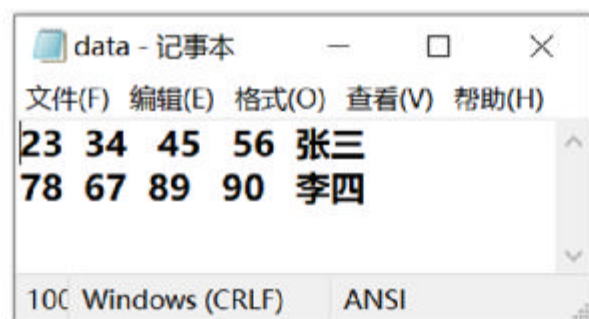 data - 记事本
文件(F) 编辑(E) 格式(O) 查看(V) 帮助(H)
23 34 45 56 张三
78 67 89 90 李四
100 Windows (CRLF) ANSI